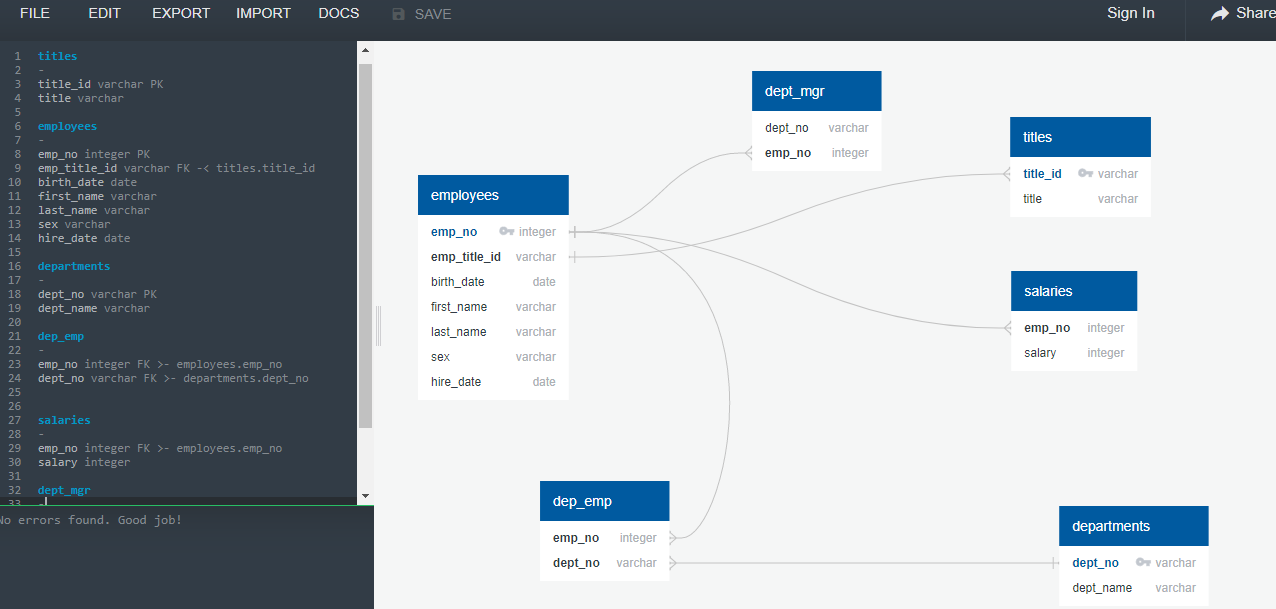 FILE EDIT EXPORT IMPORT DOCS SAVE Sign In Share
1 titles
2 -
3 title_id varchar PK
4 title varchar
5
6 employees
7 -
8 emp_no integer PK
9 emp_title_id varchar FK -< titles.title_id
10 birth_date date
11 first_name varchar
12 last_name varchar
13 sex varchar
14 hire_date date
15
16 departments
17 -
18 dept_no varchar PK
19 dept_name varchar
20
21 dep_emp
22 -
23 emp_no integer FK >- employees.emp_no
24 dept_no varchar FK >- departments.dept_no
25
26
27 salaries
28 -
29 emp_no integer FK >- employees.emp_no
30 salary integer
31
32 dept_mgr
33 -
No errors found. Good job!
dept_mgr
dept_no varchar
emp_no integer
titles
title_id varchar
title varchar
employees
emp_no integer
emp_title_id varchar
birth_date date
first_name varchar
last_name varchar
sex varchar
hire_date date
salaries
emp_no integer
salary integer
dep_emp
emp_no integer
dept_no varchar
departments
dept_no varchar
dept_name varchar